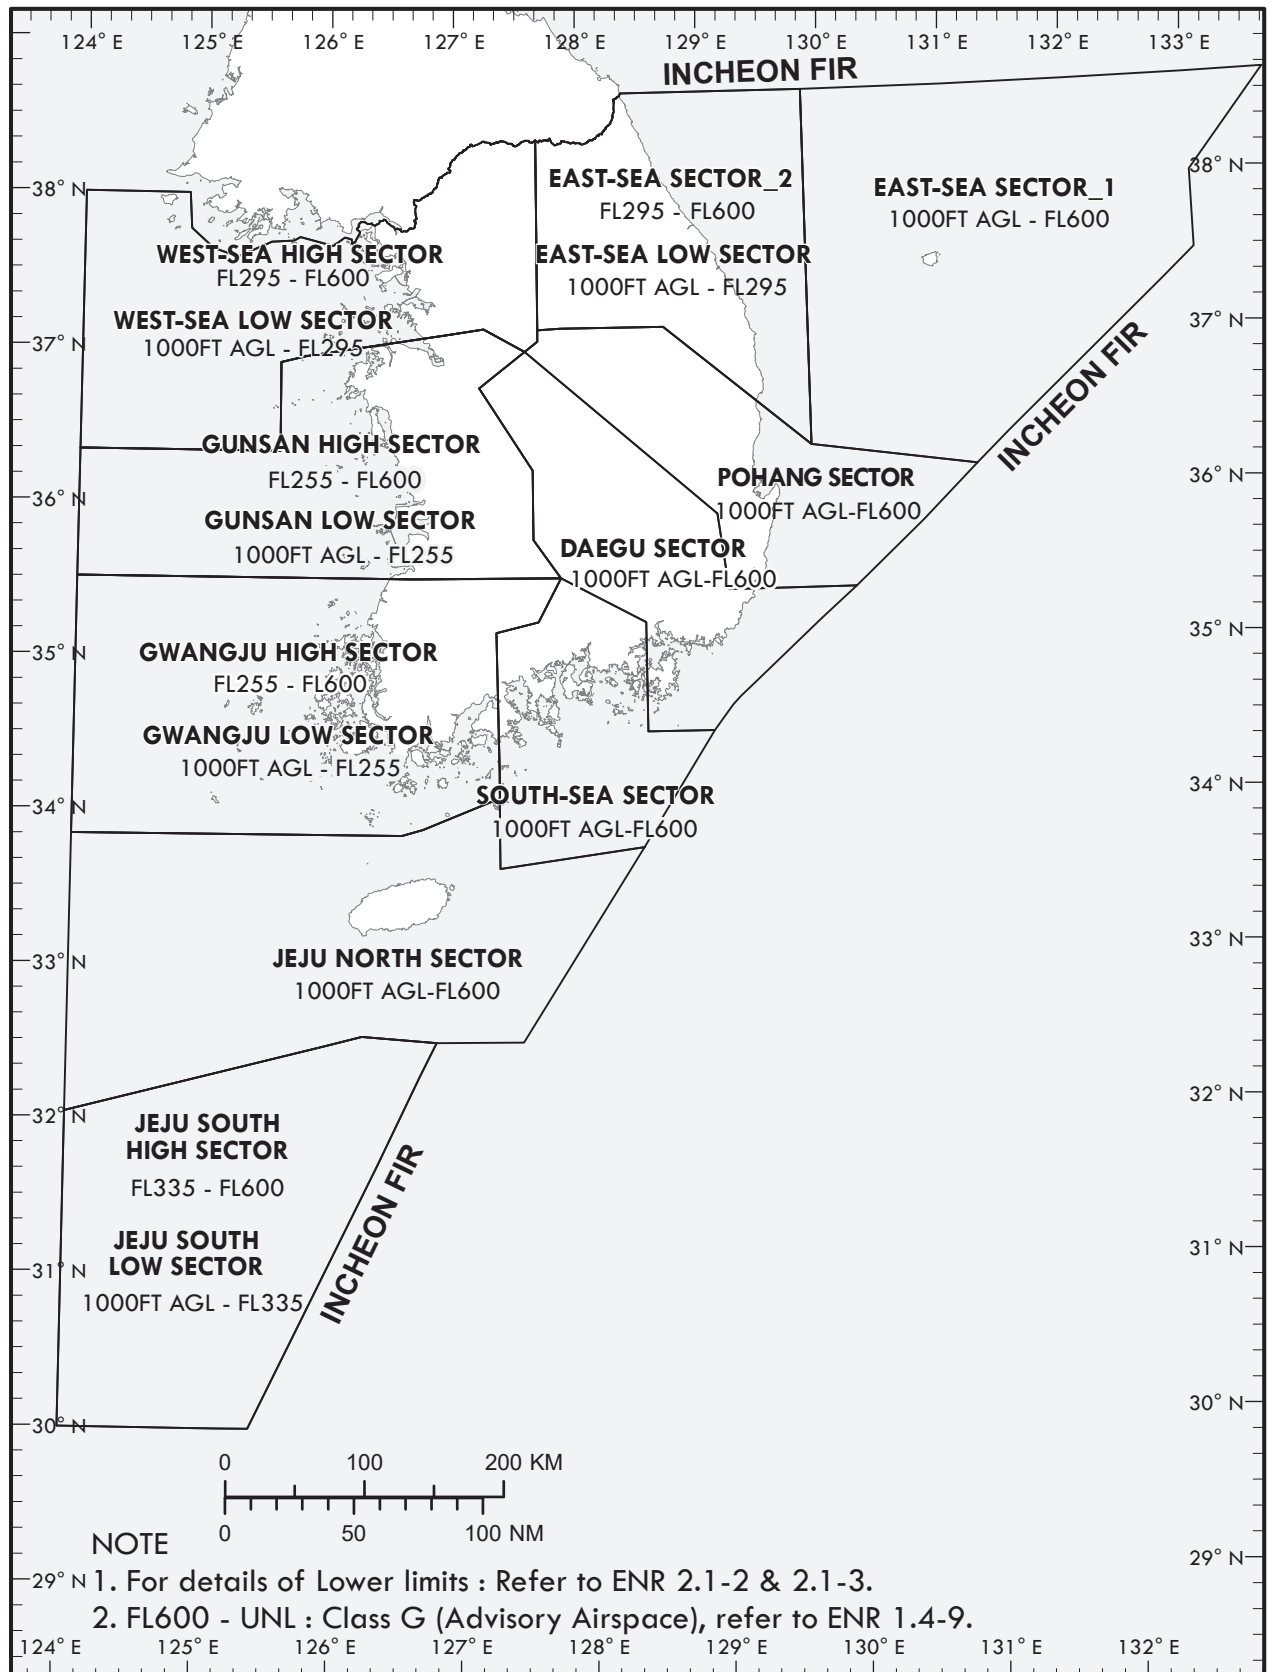 124° E 125° E 126° E 127° E 128° E 129° E 130° E 131° E 132° E 133° E
INCHEON FIR
38° N
38° N
EAST-SEA SECTOR_2
FL295 - FL600
EAST-SEA SECTOR_1
1000FT AGL - FL600
WEST-SEA HIGH SECTOR
FL295 - FL600
EAST-SEA LOW SECTOR
1000FT AGL - FL295
WEST-SEA LOW SECTOR
1000FT AGL - FL295
37° N
37° N
INCHEON FIR
GUNSAN HIGH SECTOR
FL255 - FL600
POHANG SECTOR
1000FT AGL-FL600
36° N
36° N
GUNSAN LOW SECTOR
1000FT AGL - FL255
DAEGU SECTOR
1000FT AGL-FL600
35° N
35° N
GWANGJU HIGH SECTOR
FL255 - FL600
GWANGJU LOW SECTOR
1000FT AGL - FL255
34° N
34° N
SOUTH-SEA SECTOR
1000FT AGL-FL600
33° N
33° N
JEJU NORTH SECTOR
1000FT AGL-FL600
32° N
32° N
JEJU SOUTH
HIGH SECTOR
FL335 - FL600
INCHEON FIR
JEJU SOUTH
LOW SECTOR
31° N
31° N
1000FT AGL - FL335
30° N
30° N
0 100 200 KM
0 50 100 NM
NOTE
29° N
29° N
1. For details of Lower limits : Refer to ENR 2.1-2 & 2.1-3.
2. FL600 - UNL : Class G (Advisory Airspace), refer to ENR 1.4-9.
124° E 125° E 126° E 127° E 128° E 129° E 130° E 131° E 132° E